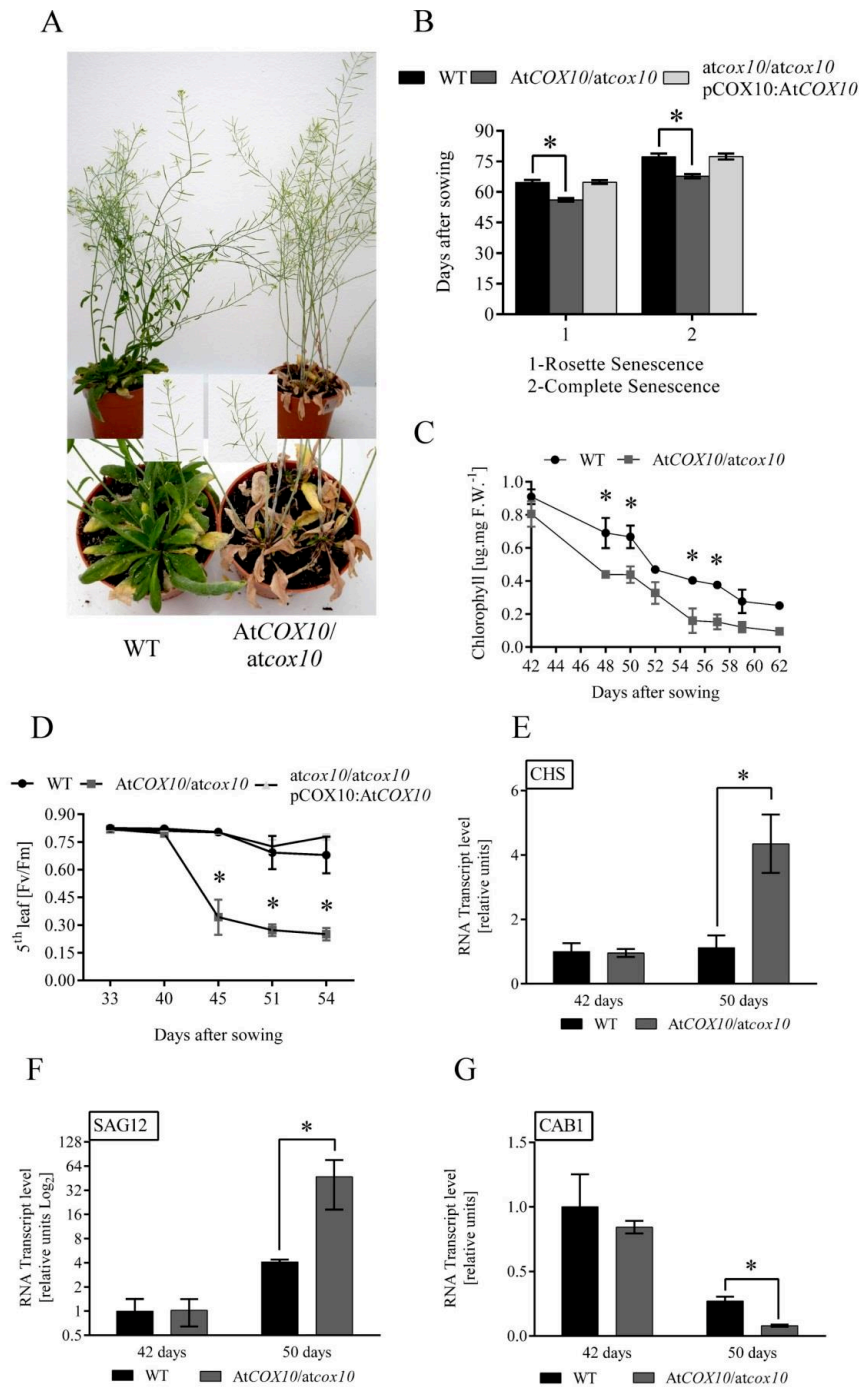 A
WT
AtCOX10/
atcox10
B
WT AtCOX10/atcox10 atcox10/atcox10
pCOX10:AtCOX10
Days after sowing
90
75
60
45
30
15
0
* *
1 2
1-Rosette Senescence
2-Complete Senescence
C
WT AtCOX10/atcox10
Chlorophyll [ug.mg F.W.⁻¹]
1.0
0.8
0.6
0.4
0.2
0.0
* * * *
42 44 46 48 50 52 54 56 58 60 62
Days after sowing
D
WT AtCOX10/atcox10 atcox10/atcox10
pCOX10:AtCOX10
5th leaf [Fv/Fm]
0.90
0.75
0.60
0.45
0.30
0.15
0.00
* * *
33 40 45 51 54
Days after sowing
E
CHS
RNA Transcript level
[relative units]
6
4
2
0
*
42 days 50 days
WT AtCOX10/atcox10
F
SAG12
RNA Transcript level
[relative units Log₂]
128
64
32
16
8
4
2
1
0.5
*
42 days 50 days
WT AtCOX10/atcox10
G
CAB1
RNA Transcript level
[relative units]
1.5
1.0
0.5
0.0
*
42 days 50 days
WT AtCOX10/atcox10